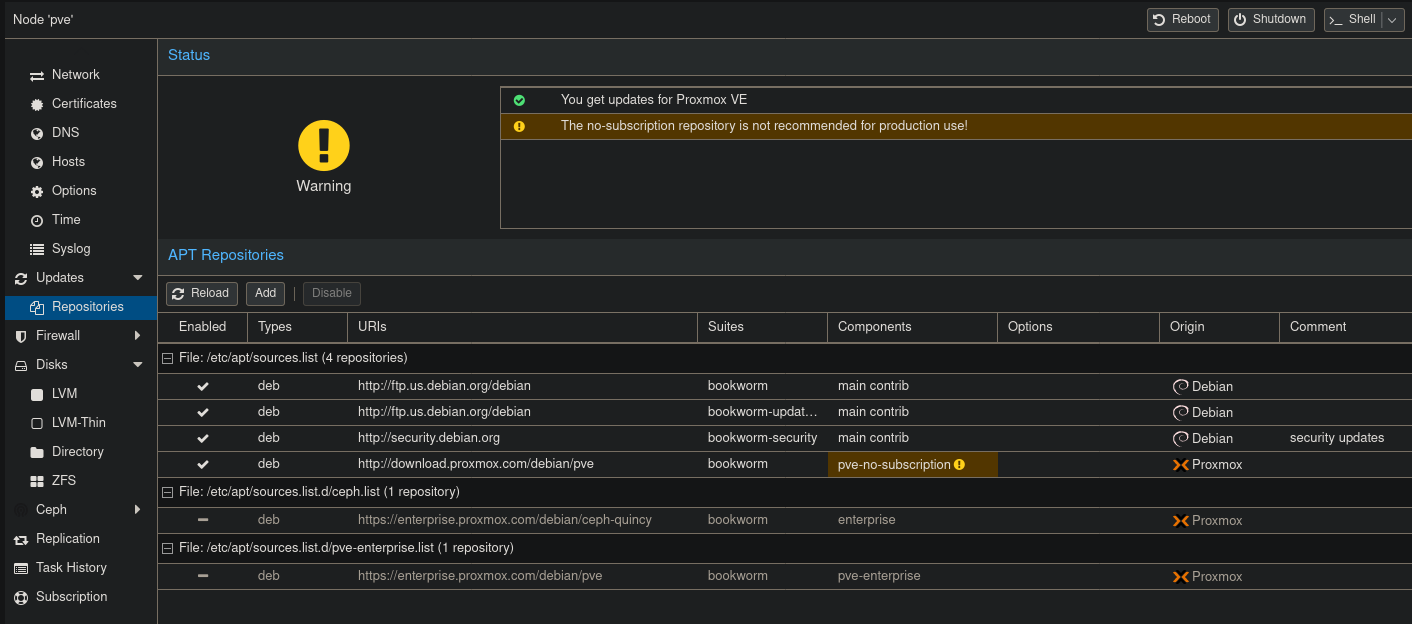 Node 'pve'
Reboot Shutdown Shell
Network
Certificates
DNS
Hosts
Options
Time
Syslog
Updates
Repositories
Firewall
Disks
LVM
LVM-Thin
Directory
ZFS
Ceph
Replication
Task History
Subscription
Status
Warning
You get updates for Proxmox VE
The no-subscription repository is not recommended for production use!
APT Repositories
Reload Add Disable
Enabled Types URIs Suites Components Options Origin Comment
File: /etc/apt/sources.list (4 repositories)
deb http://ftp.us.debian.org/debian bookworm main contrib Debian
deb http://ftp.us.debian.org/debian bookworm-updat… main contrib Debian
deb http://security.debian.org bookworm-security main contrib Debian security updates
deb http://download.proxmox.com/debian/pve bookworm pve-no-subscription Proxmox
File: /etc/apt/sources.list.d/ceph.list (1 repository)
deb https://enterprise.proxmox.com/debian/ceph-quincy bookworm enterprise Proxmox
File: /etc/apt/sources.list.d/pve-enterprise.list (1 repository)
deb https://enterprise.proxmox.com/debian/pve bookworm pve-enterprise Proxmox